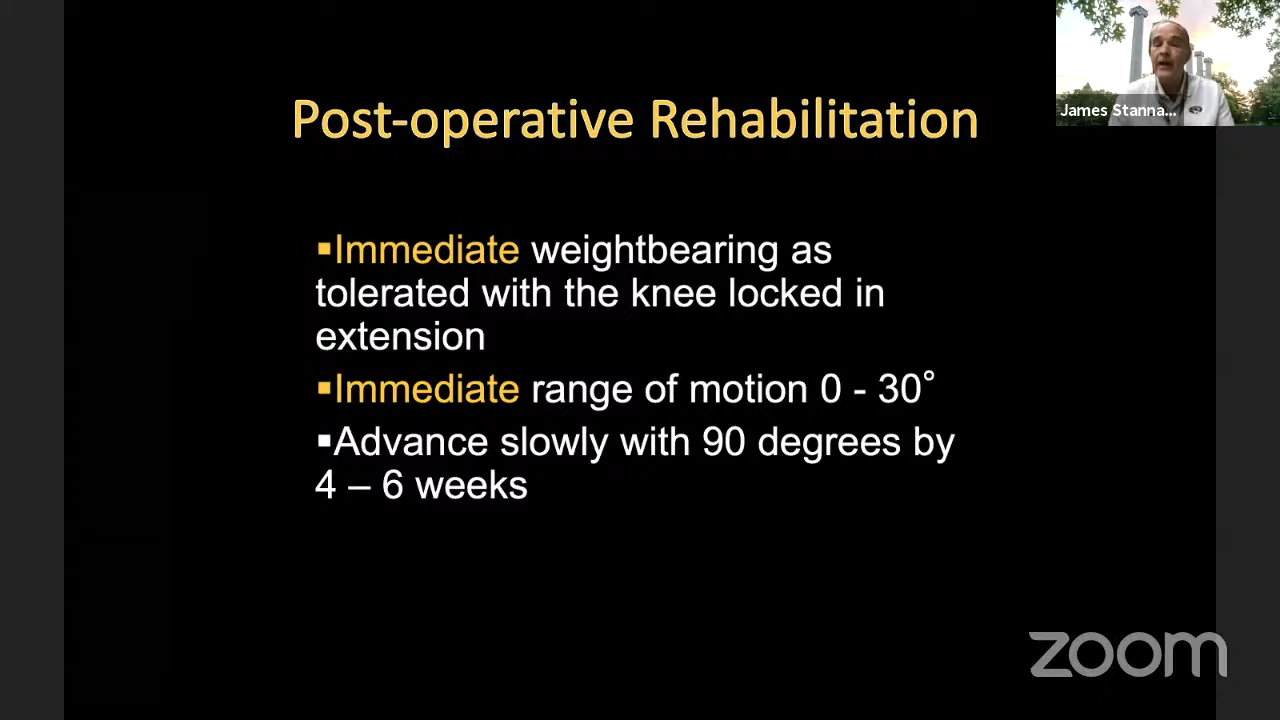 James Stanna...
Post-operative Rehabilitation
▪Immediate weightbearing as
tolerated with the knee locked in
extension
▪Immediate range of motion 0 - 30°
▪Advance slowly with 90 degrees by
4 – 6 weeks
zoom